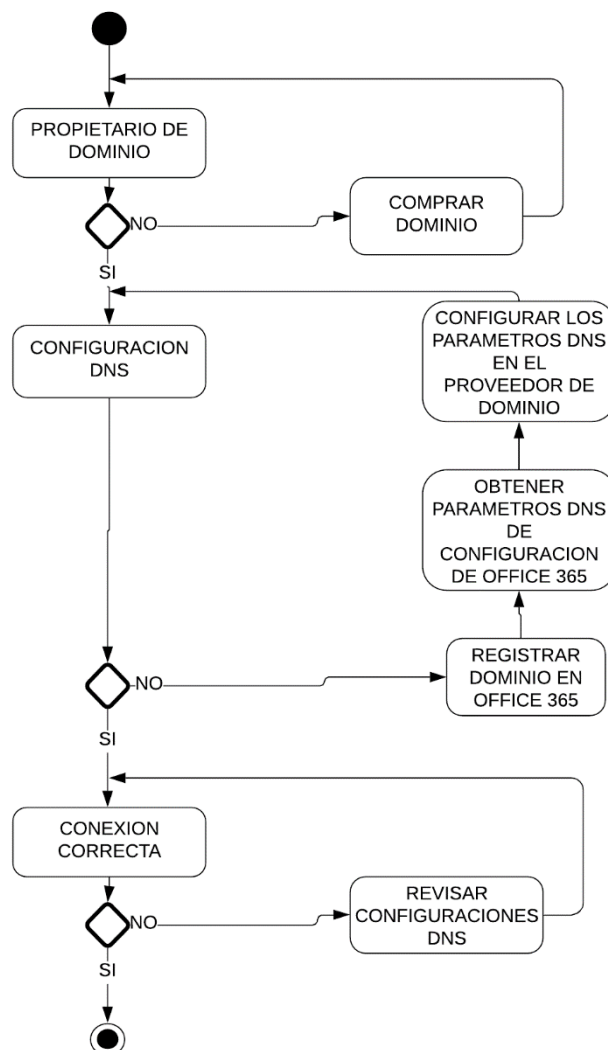 PROPIETARIO DE
DOMINIO
NO
COMPRAR
DOMINIO
SI
CONFIGURACION
DNS
CONFIGURAR LOS
PARAMETROS DNS
EN EL
PROVEEDOR DE
DOMINIO
OBTENER
PARAMETROS DNS
DE
CONFIGURACION
DE OFFICE 365
NO
REGISTRAR
DOMINIO EN
OFFICE 365
SI
CONEXION
CORRECTA
NO
REVISAR
CONFIGURACIONES
DNS
SI